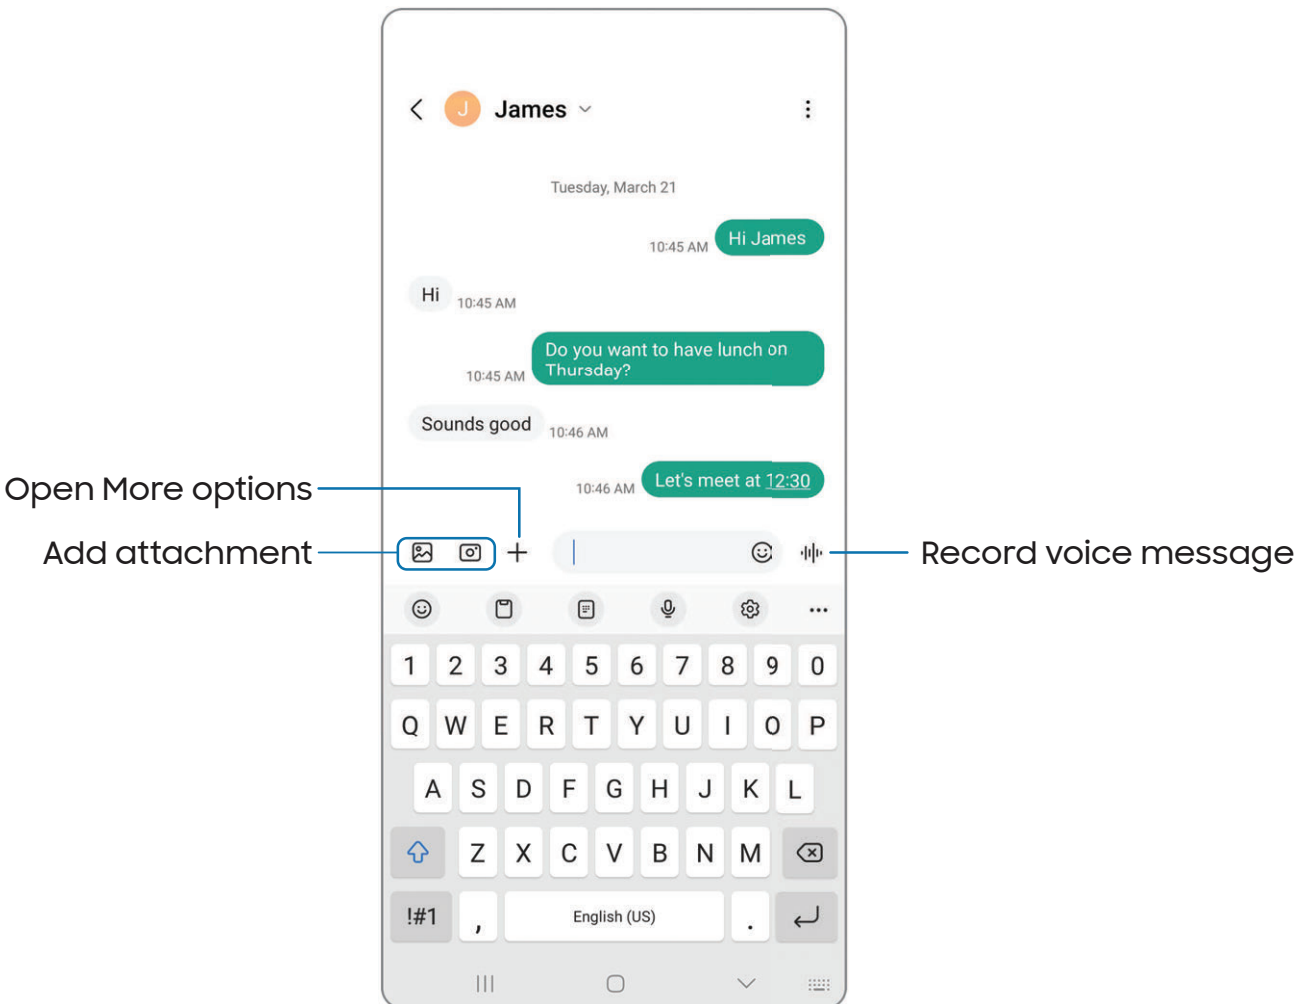 J James
Tuesday, March 21
10:45 AM Hi James
Hi 10:45 AM
Do you want to have lunch on
Thursday?
10:45 AM
Sounds good 10:46 AM
10:46 AM Let's meet at 12:30
Open More options
Add attachment
Record voice message
1 2 3 4 5 6 7 8 9 0
Q W E R T Y U I O P
A S D F G H J K L
Z X C V B N M
!#1 , English (US) .